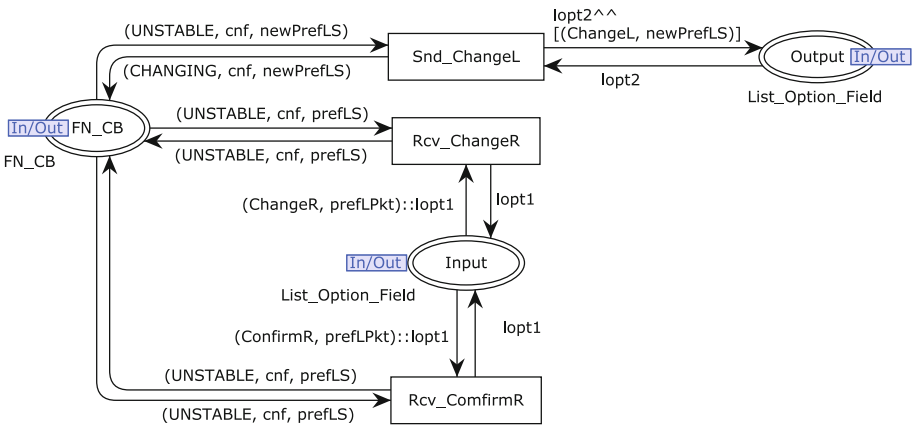 (UNSTABLE, cnf, newPrefLS)
lopt2^^
[(ChangeL, newPrefLS)]
Snd_ChangeL
Output
In/Out
(CHANGING, cnf, newPrefLS)
lopt2
List_Option_Field
In/Out
FN_CB
FN_CB
(UNSTABLE, cnf, prefLS)
Rcv_ChangeR
(UNSTABLE, cnf, prefLS)
(ChangeR, prefLPkt)::lopt1
lopt1
In/Out
Input
List_Option_Field
(ConfirmR, prefLPkt)::lopt1
lopt1
(UNSTABLE, cnf, prefLS)
Rcv_ComfirmR
(UNSTABLE, cnf, prefLS)